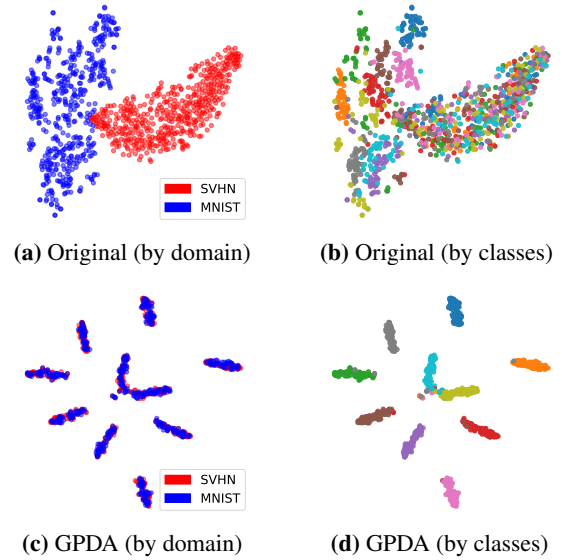 SVHN
MNIST
(a) Original (by domain)
(b) Original (by classes)
SVHN
MNIST
(c) GPDA (by domain)
(d) GPDA (by classes)